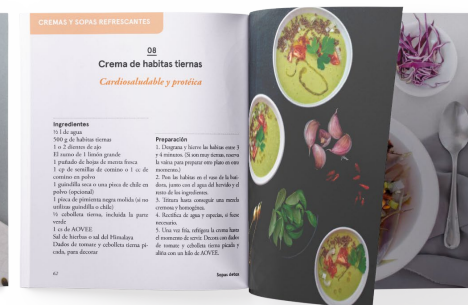 CREMAS Y SOPAS REFRESCANTES
08
Crema de habitas tiernas
Cardiosaludable y protéica
Ingredientes
½ l de agua
500 g de habitas tiernas
1 o 2 dientes de ajo
El zumo de 1 limón grande
1 puñado de hojas de menta fresca
1 cp de semillas de comino o 1 cc de
comino en polvo
1 guindilla seca o una pizca de chile en
polvo (opcional)
1 pizca de pimienta negra molida (si no
utilizas guindilla o chile)
½ cebolleta tierna, incluida la parte
verde
1 cc de AOVEE
Sal de hierbas o sal del Himalaya
Dados de tomate y cebolleta tierna pi-
cada, para decorar
Preparación
1. Desgrana y hierve las habitas entre 3
y 4 minutos. (Si son muy tiernas, reserva
la vaina para preparar otro plato en otro
momento.)
2. Pon las habitas en el vaso de la bati-
dora, junto con el agua del hervido y el
resto de los ingredientes.
3. Tritura hasta conseguir una mezcla
cremosa y homogénea.
4. Rectifica de agua y especias, si fuese
necesario.
5. Una vez fría, refrigera la crema hasta
el momento de servir. Decora con dados
de tomate y cebolleta tierna picada y
aliña con un hilo de AOVEE.
62
Sopas detox